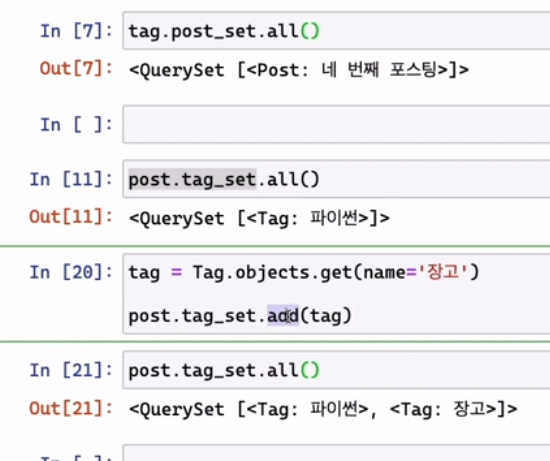 In [7]: tag.post_set.all()
Out[7]: <QuerySet [<Post: 네 번째 포스팅>]>
In [ ]:
In [11]: post.tag_set.all()
Out[11]: <QuerySet [<Tag: 파이썬>]>
In [20]: tag = Tag.objects.get(name='장고')
post.tag_set.add(tag)
In [21]: post.tag_set.all()
Out[21]: <QuerySet [<Tag: 파이썬>, <Tag: 장고>]>